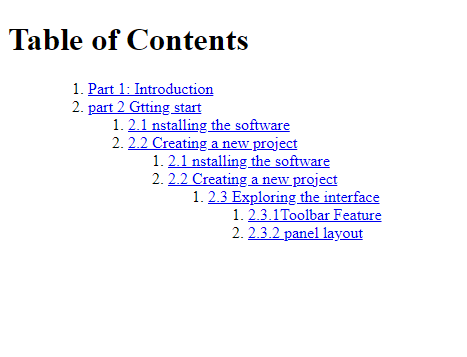 Table of Contents
1. Part 1: Introduction
2. part 2 Gtting start
1. 2.1 nstalling the software
2. 2.2 Creating a new project
1. 2.1 nstalling the software
2. 2.2 Creating a new project
1. 2.3 Exploring the interface
1. 2.3.1Toolbar Feature
2. 2.3.2 panel layout